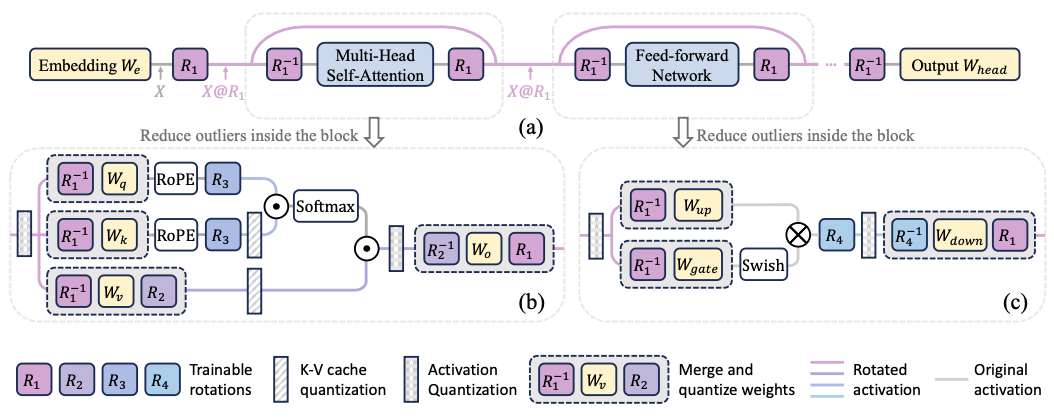 Embedding W_e
R_1
R_1^{-1}
Multi-Head
Self-Attention
R_1
R_1^{-1}
Feed-forward
Network
R_1
...
R_1^{-1}
Output W_{head}
X
X@R_1
X@R_1
(a)
Reduce outliers inside the block
Reduce outliers inside the block
R_1^{-1} W_q RoPE R_3
Softmax
R_1^{-1} W_k RoPE R_3
R_2^{-1} W_o R_1
R_1^{-1} W_v R_2
(b)
R_1^{-1} W_{up}
R_4
R_4^{-1} W_{down} R_1
R_1^{-1} W_{gate} Swish
(c)
R_1 R_2 R_3 R_4
Trainable
rotations
K-V cache
quantization
Activation
Quantization
R_1^{-1} W_v R_2
Merge and
quantize weights
Rotated
activation
Original
activation